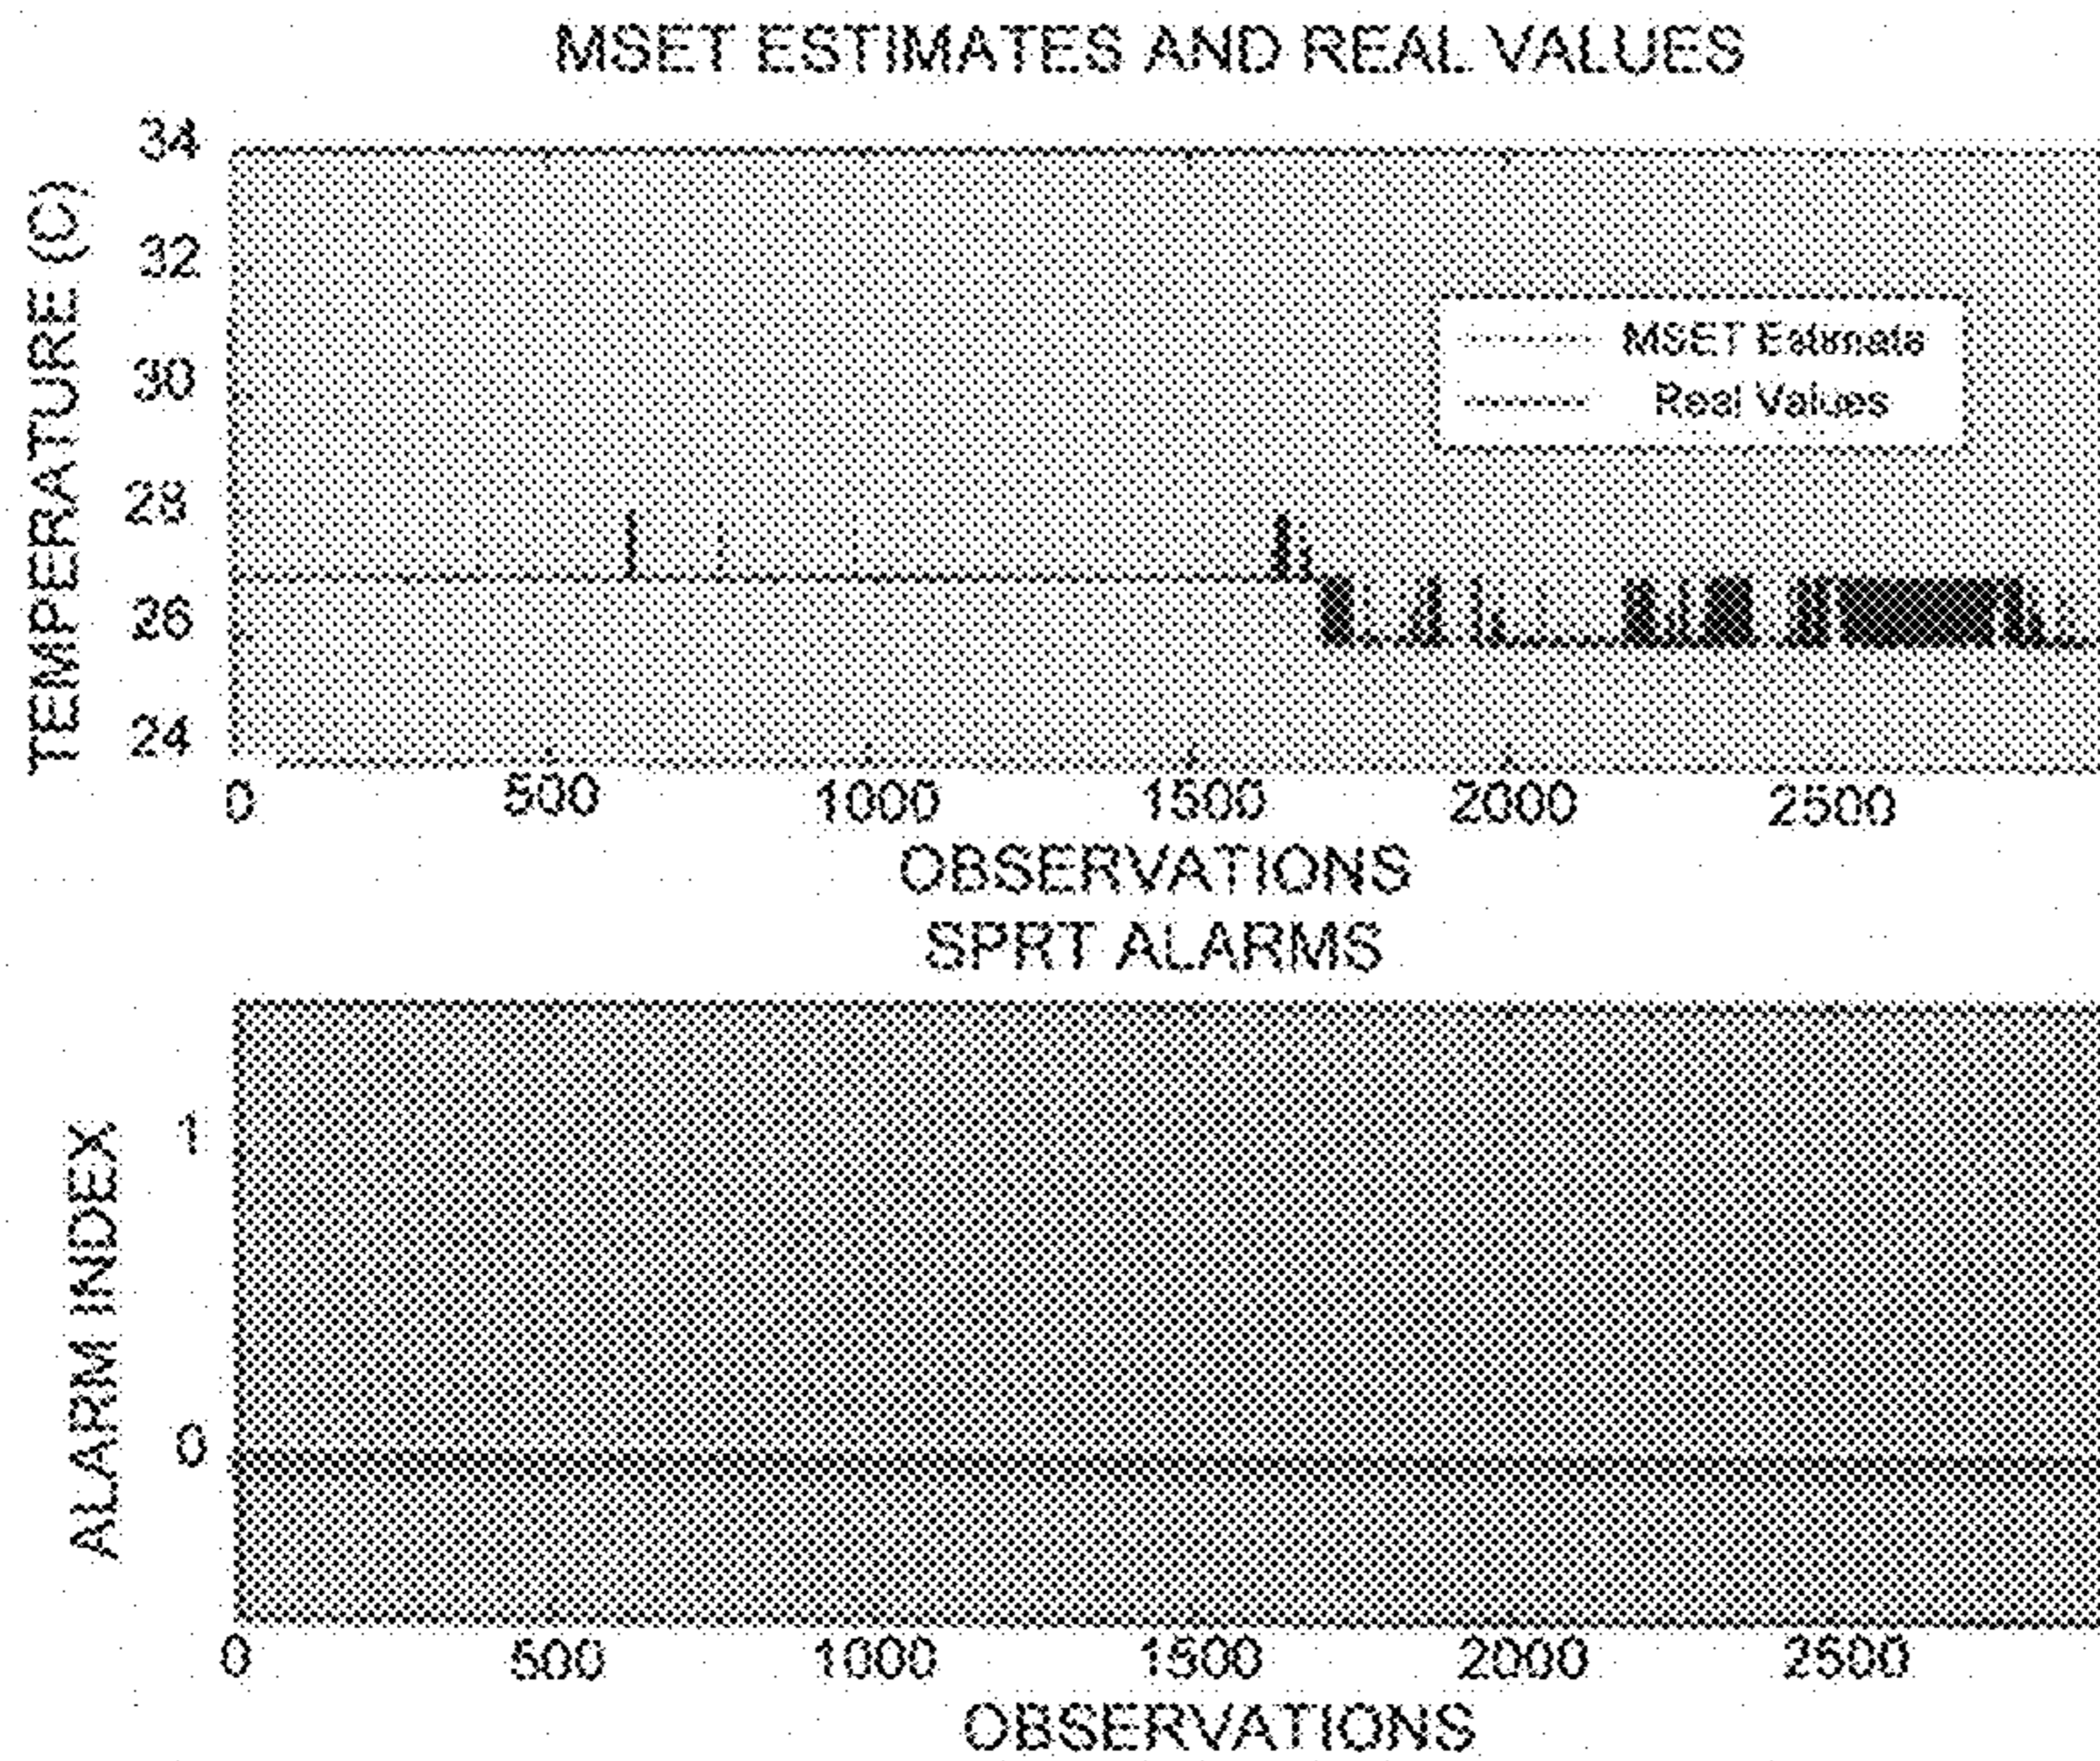 MSET ESTIMATES AND REAL VALUES
34
32
30
28
26
24
TEMPERATURE (C)
MSET Estimate
Real Values
0 500 1000 1500 2000 2500
OBSERVATIONS
SPRT ALARMS
1
0
ALARM INDEX
0 500 1000 1500 2000 2500
OBSERVATIONS